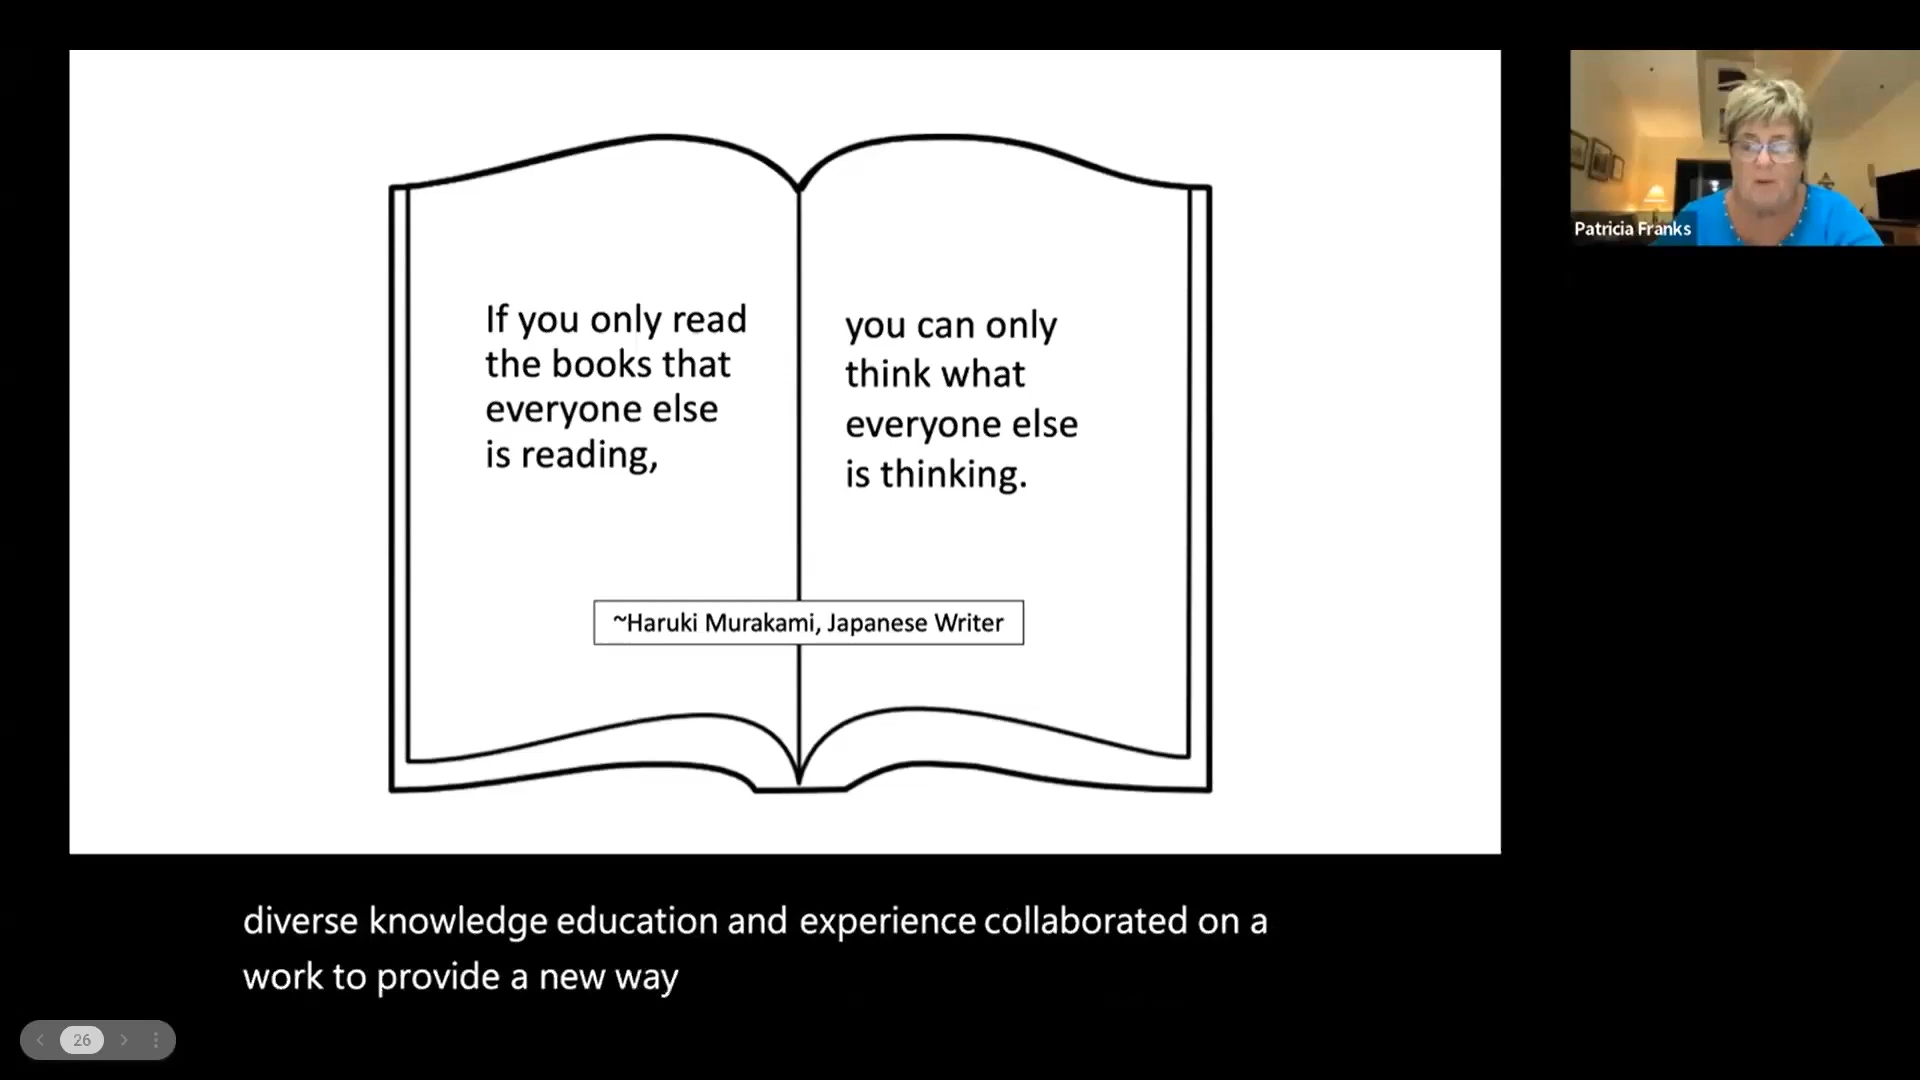 If you only read
the books that
everyone else
is reading,
you can only
think what
everyone else
is thinking.
~Haruki Murakami, Japanese Writer
Patricia Franks
diverse knowledge education and experience collaborated on a
work to provide a new way
26